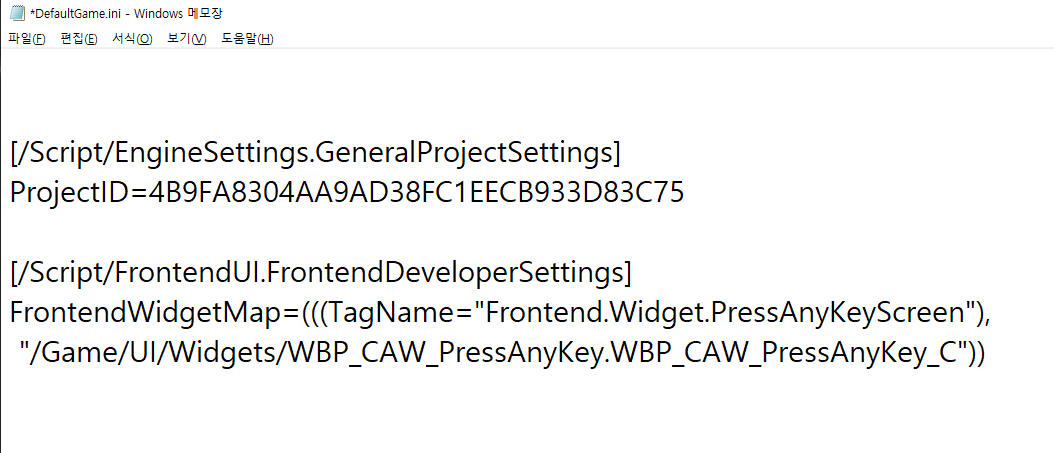 *DefaultGame.ini - Windows 메모장
파일(F) 편집(E) 서식(O) 보기(V) 도움말(H)
[/Script/EngineSettings.GeneralProjectSettings]
ProjectID=4B9FA8304AA9AD38FC1EECB933D83C75
[/Script/FrontendUI.FrontendDeveloperSettings]
FrontendWidgetMap=(((TagName="Frontend.Widget.PressAnyKeyScreen"),
"/Game/UI/Widgets/WBP_CAW_PressAnyKey.WBP_CAW_PressAnyKey_C"))